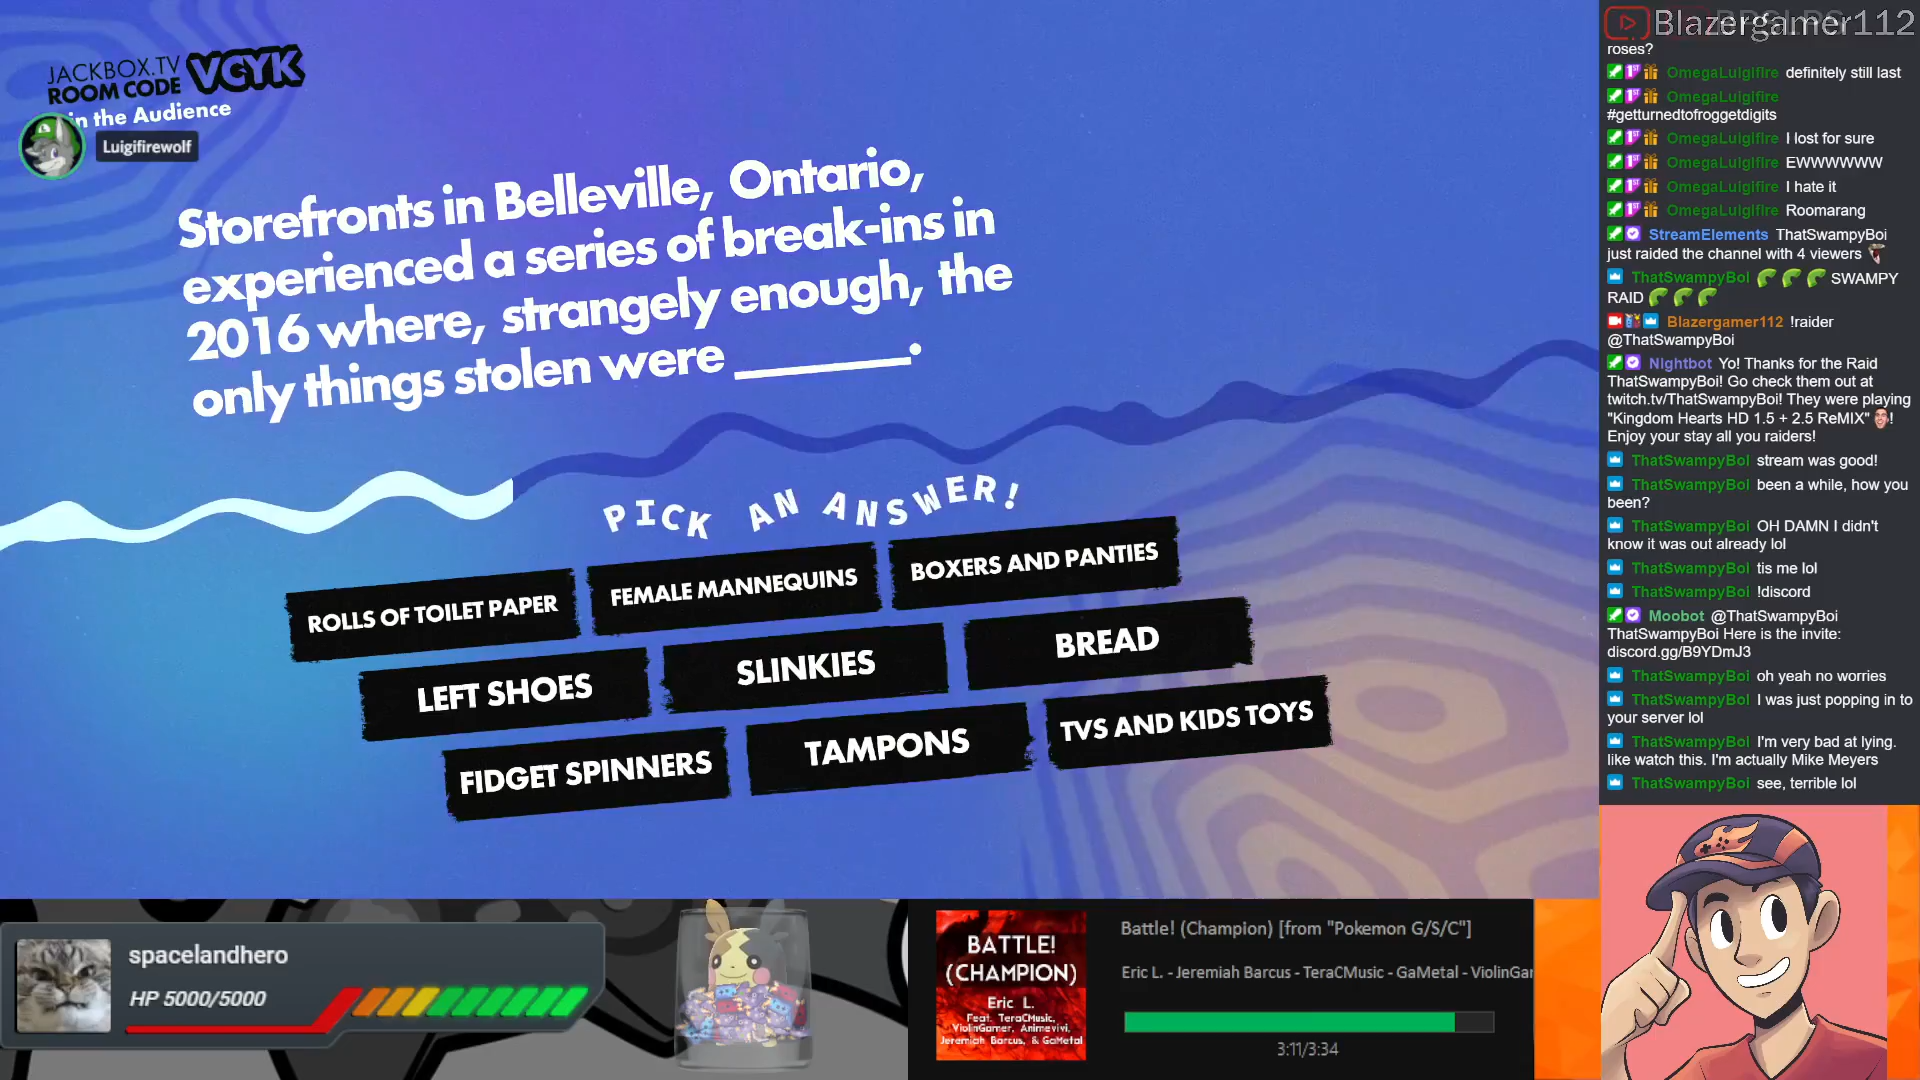 JACKBOX.TV
ROOM CODE
VGYK
in the Audience
Luigifirewolf
Storefronts in Belleville, Ontario,
experienced a series of break-ins in
2016 where, strangely enough, the
only things stolen were ________.
PICK AN ANSWER!
ROLLS OF TOILET PAPER
FEMALE MANNEQUINS
BOXERS AND PANTIES
LEFT SHOES
SLINKIES
BREAD
FIDGET SPINNERS
TAMPONS
TVS AND KIDS TOYS
Blazergamer112
roses?
OmegaLuigifire definitely still last
OmegaLuigifire
#getturnedtofroggetdigits
OmegaLuigifire I lost for sure
OmegaLuigifire EWWWWWW
OmegaLuigifire I hate it
OmegaLuigifire Roomarang
StreamElements ThatSwampyBoi
just raided the channel with 4 viewers
ThatSwampyBoi SWAMPY
RAID
Blazergamer112 !raider
@ThatSwampyBoi
Nightbot Yo! Thanks for the Raid
ThatSwampyBoi! Go check them out at
twitch.tv/ThatSwampyBoi! They were playing
"Kingdom Hearts HD 1.5 + 2.5 ReMIX" !
Enjoy your stay all you raiders!
ThatSwampyBoi stream was good!
ThatSwampyBoi been a while, how you
been?
ThatSwampyBoi OH DAMN I didn't
know it was out already lol
ThatSwampyBoi tis me lol
ThatSwampyBoi !discord
Moobot @ThatSwampyBoi
ThatSwampyBoi Here is the invite:
discord.gg/B9YDmJ3
ThatSwampyBoi oh yeah no worries
ThatSwampyBoi I was just popping in to
your server lol
ThatSwampyBoi I'm very bad at lying.
like watch this. I'm actually Mike Meyers
ThatSwampyBoi see, terrible lol
spacelandhero
HP 5000/5000
BATTLE!
(CHAMPION)
Eric L.
Feat. TeraCMusic,
ViolinGamer, Animevivi,
Jeremiah Barcus, & GaMetal
Battle! (Champion) [from "Pokemon G/S/C"]
Eric L. - Jeremiah Barcus - TeraCMusic - GaMetal - ViolinGar
3:11/3:34